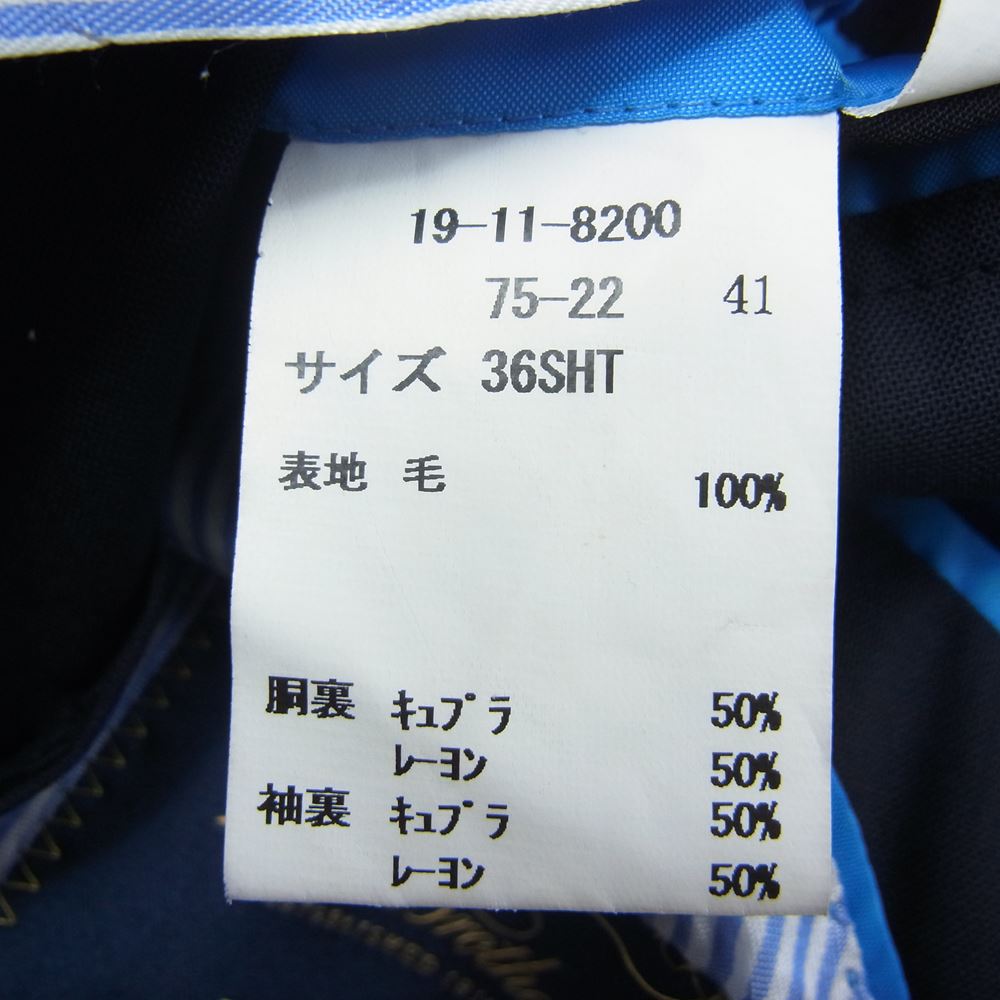 19-11-8200
75-22 41
サイズ 36SHT
表地 毛 100%
胴裏 ｷｭﾌﾟﾗ 50%
ﾚｰﾖﾝ 50%
袖裏 ｷｭﾌﾟﾗ 50%
ﾚｰﾖﾝ 50%